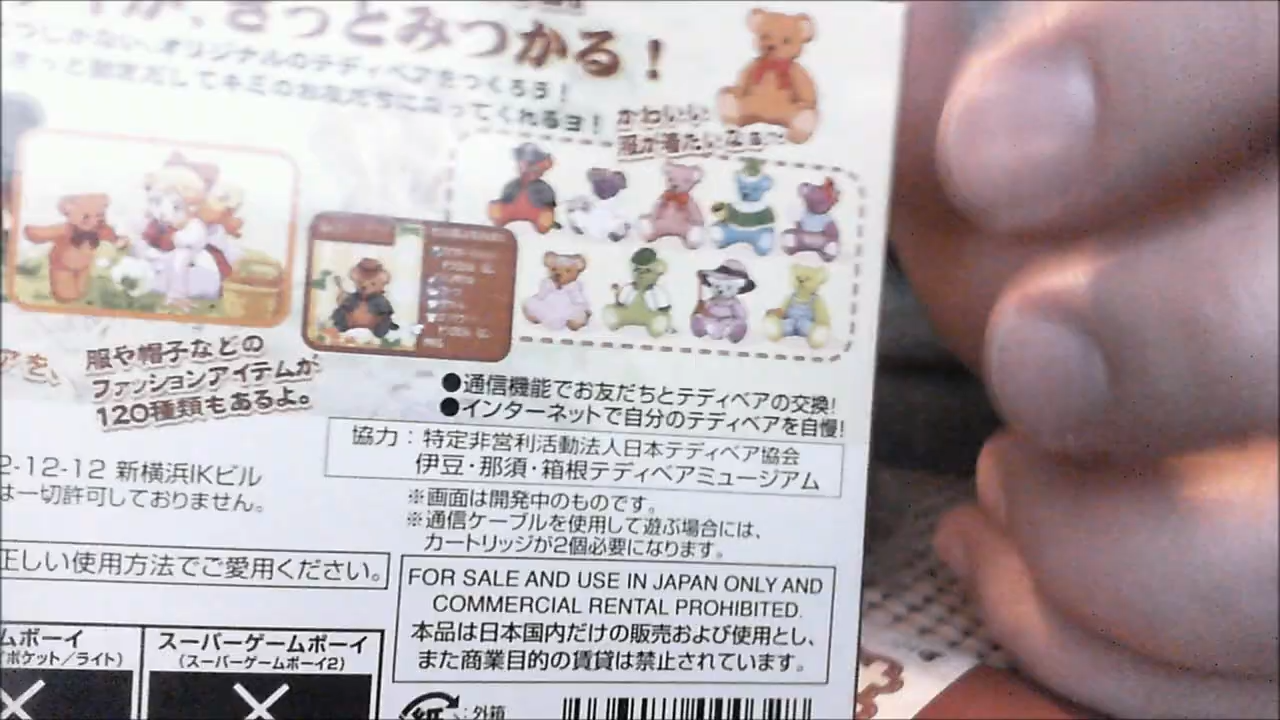 きっとみつかる！
オリジナルのテディベアをつくろう！
してキミのお友だちになってくれるヨ！
かわいい
服が着たいなぁ
を、
服や帽子などの
ファッションアイテムが
120種類もあるよ。
●通信機能でお友だちとテディベアの交換!
●インターネットで自分のテディベアを自慢!
協力：特定非営利活動法人日本テディベア協会
伊豆・那須・箱根テディベアミュージアム
2-12-12 新横浜IKビル
は一切許可しておりません。
※画面は開発中のものです。
※通信ケーブルを使用して遊ぶ場合には、
カートリッジが2個必要になります。
正しい使用方法でご愛用ください。
FOR SALE AND USE IN JAPAN ONLY AND
COMMERCIAL RENTAL PROHIBITED.
本品は日本国内だけの販売および使用とし、
また商業目的の賃貸は禁止されています。
ムボーイ
ポケット／ライト)
スーパーゲームボーイ
(スーパーゲームボーイ2)
紙：外箱